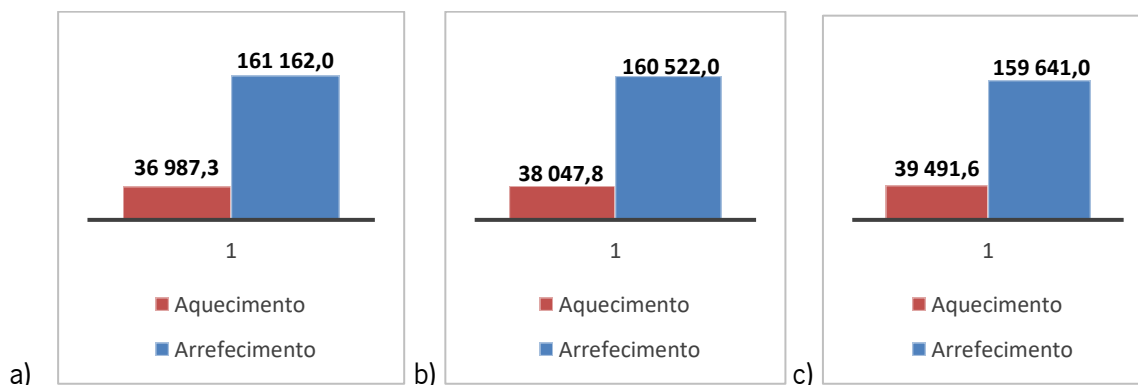 161 162,0
36 987,3
1
Aquecimento
Arrefecimento
a)
160 522,0
38 047,8
1
Aquecimento
Arrefecimento
b)
159 641,0
39 491,6
1
Aquecimento
Arrefecimento
c)